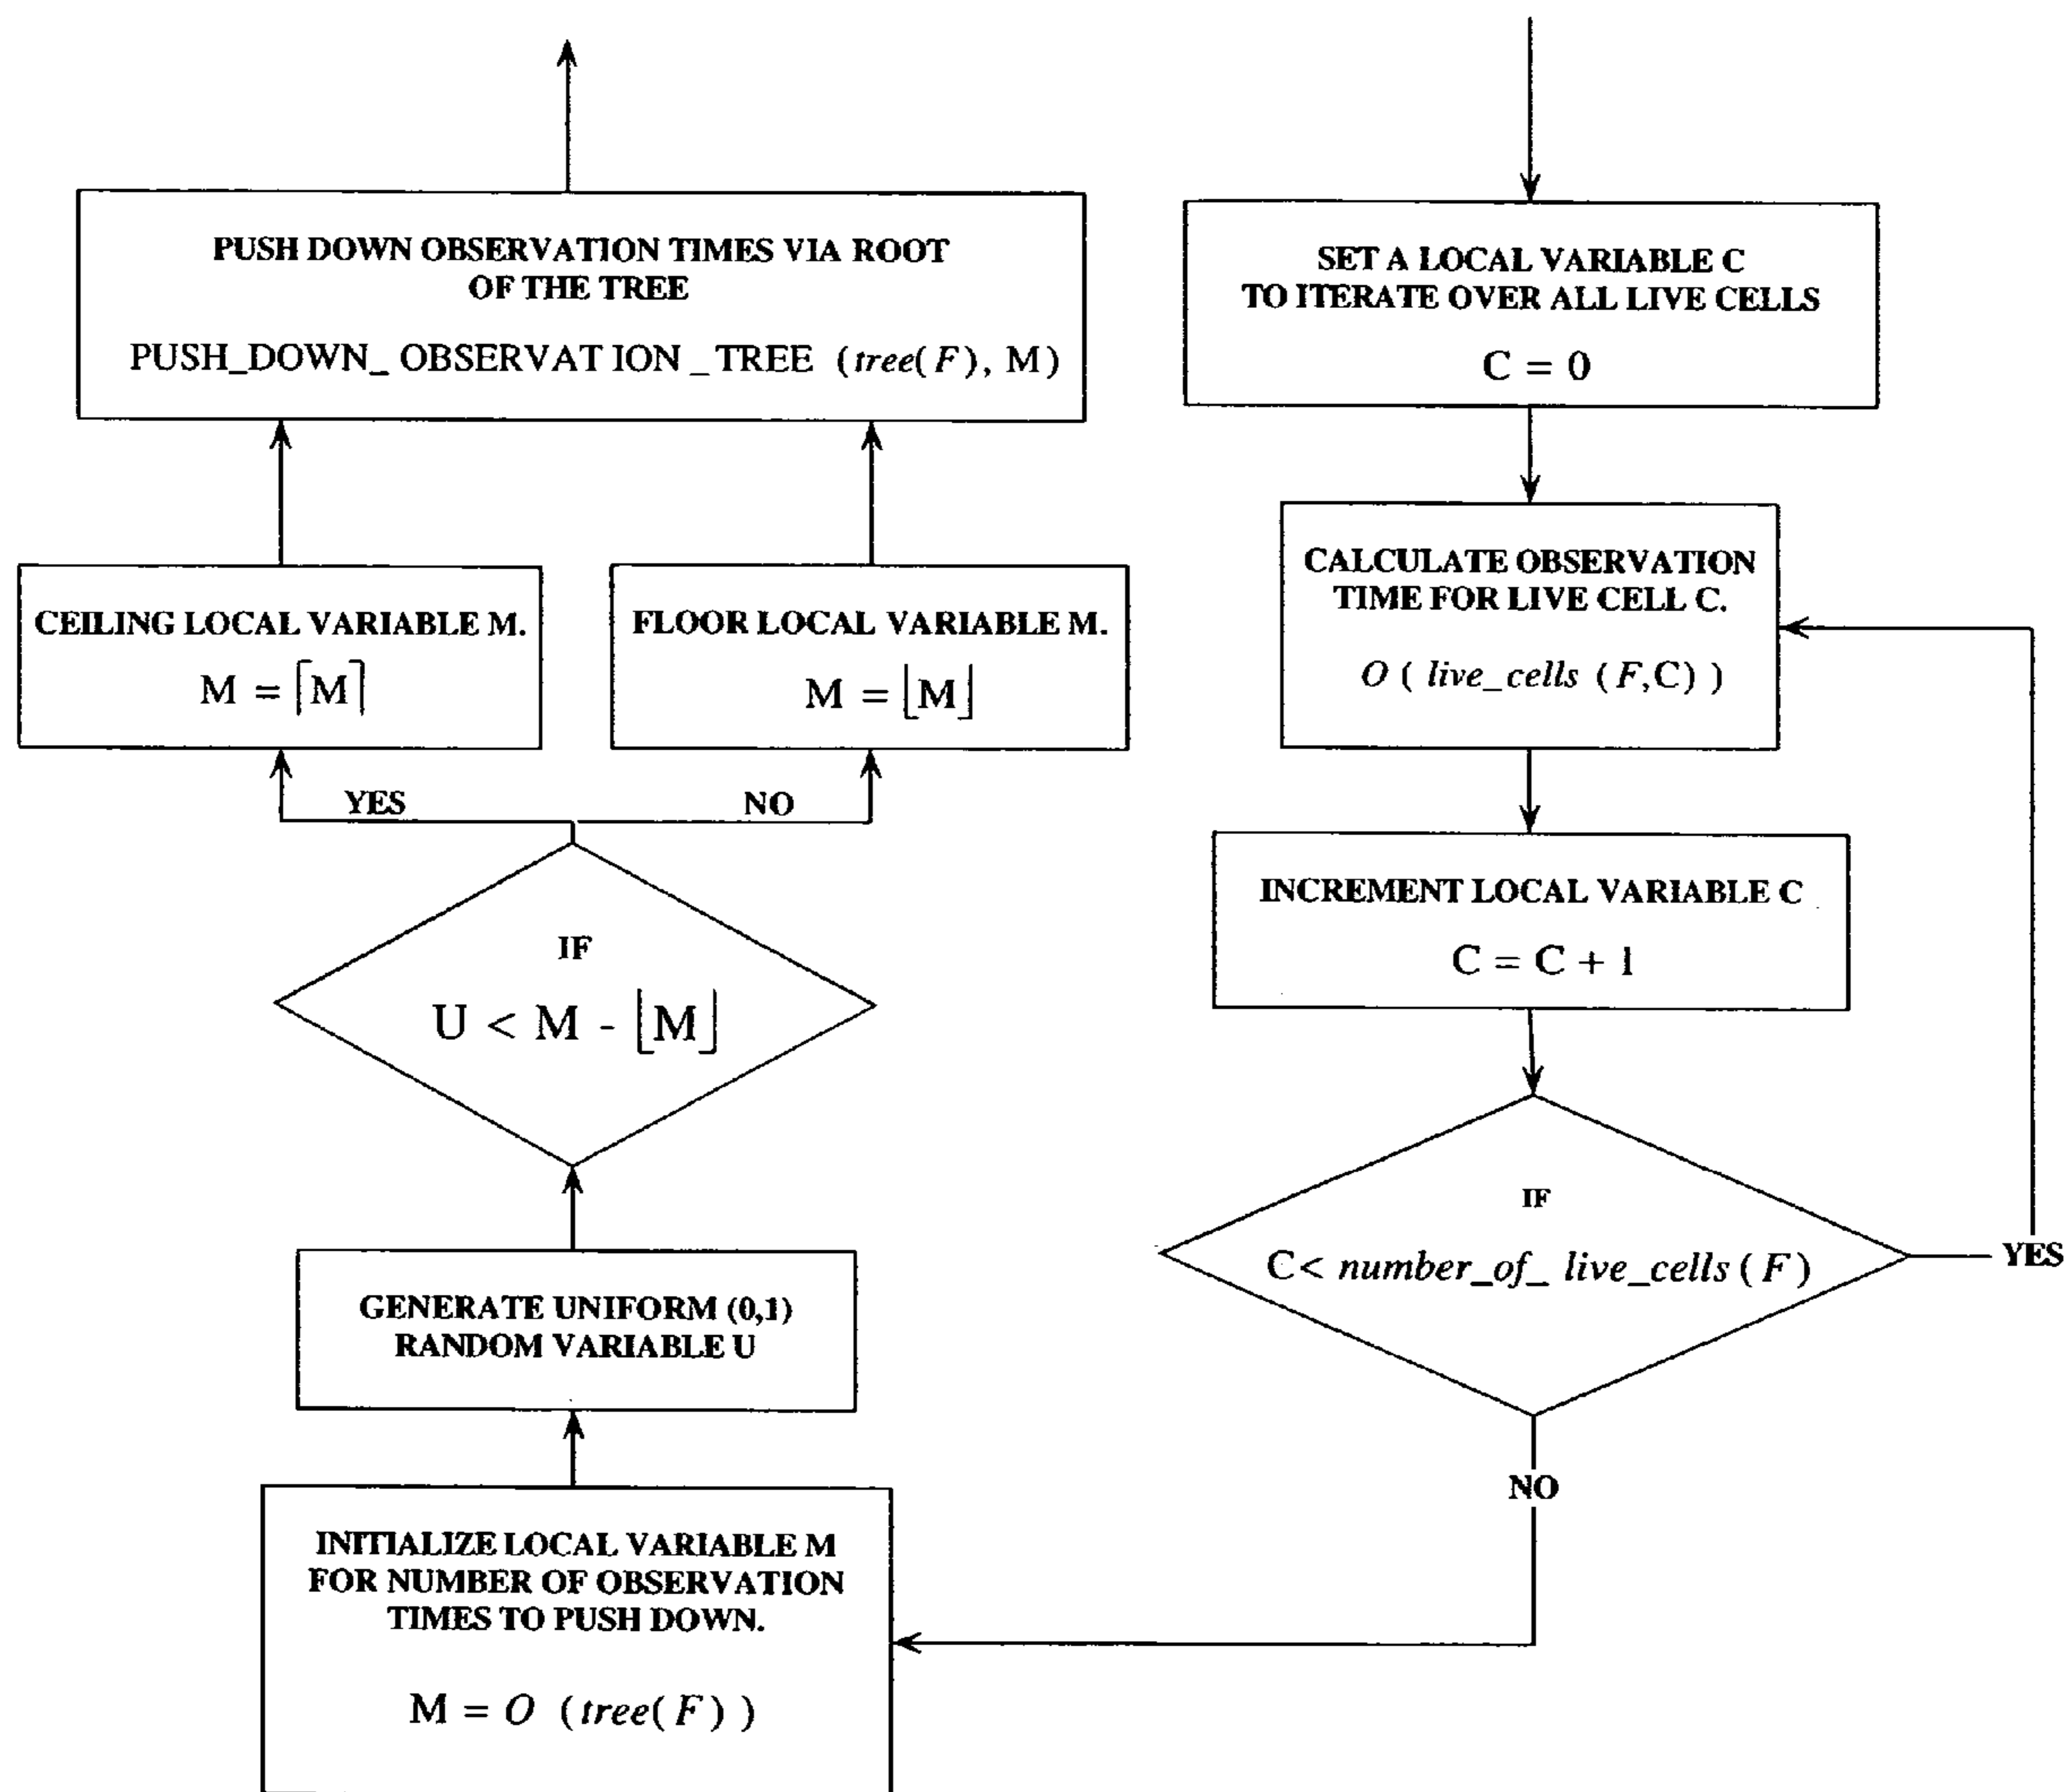 SET A LOCAL VARIABLE C
TO ITERATE OVER ALL LIVE CELLS
C = 0
CALCULATE OBSERVATION
TIME FOR LIVE CELL C.
O ( live_cells (F,C) )
INCREMENT LOCAL VARIABLE C
C = C + 1
IF
C< number_of_ live_cells (F)
YES
NO
INITIALIZE LOCAL VARIABLE M
FOR NUMBER OF OBSERVATION
TIMES TO PUSH DOWN.
M = O (tree(F) )
GENERATE UNIFORM (0,1)
RANDOM VARIABLE U
IF
U < M - ⌊M⌋
YES
NO
CEILING LOCAL VARIABLE M.
M = ⌈M⌉
FLOOR LOCAL VARIABLE M.
M = ⌊M⌋
PUSH DOWN OBSERVATION TIMES VIA ROOT
OF THE TREE
PUSH_DOWN_ OBSERVAT ION _ TREE (tree(F), M)